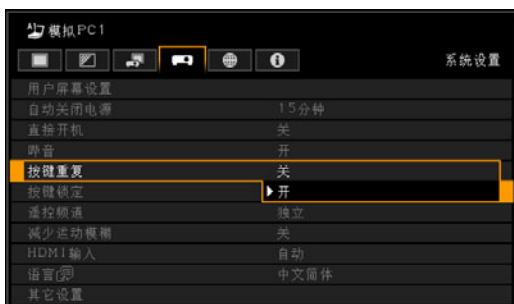 模拟PC1
系统设置
用户屏幕设置
自动关闭电源 15分钟
直接开机 关
哔音 开
按键重复 关
按键锁定 开
遥控频道 独立
减少运动模糊 关
HDMI输入 自动
语言 中文简体
其它设置